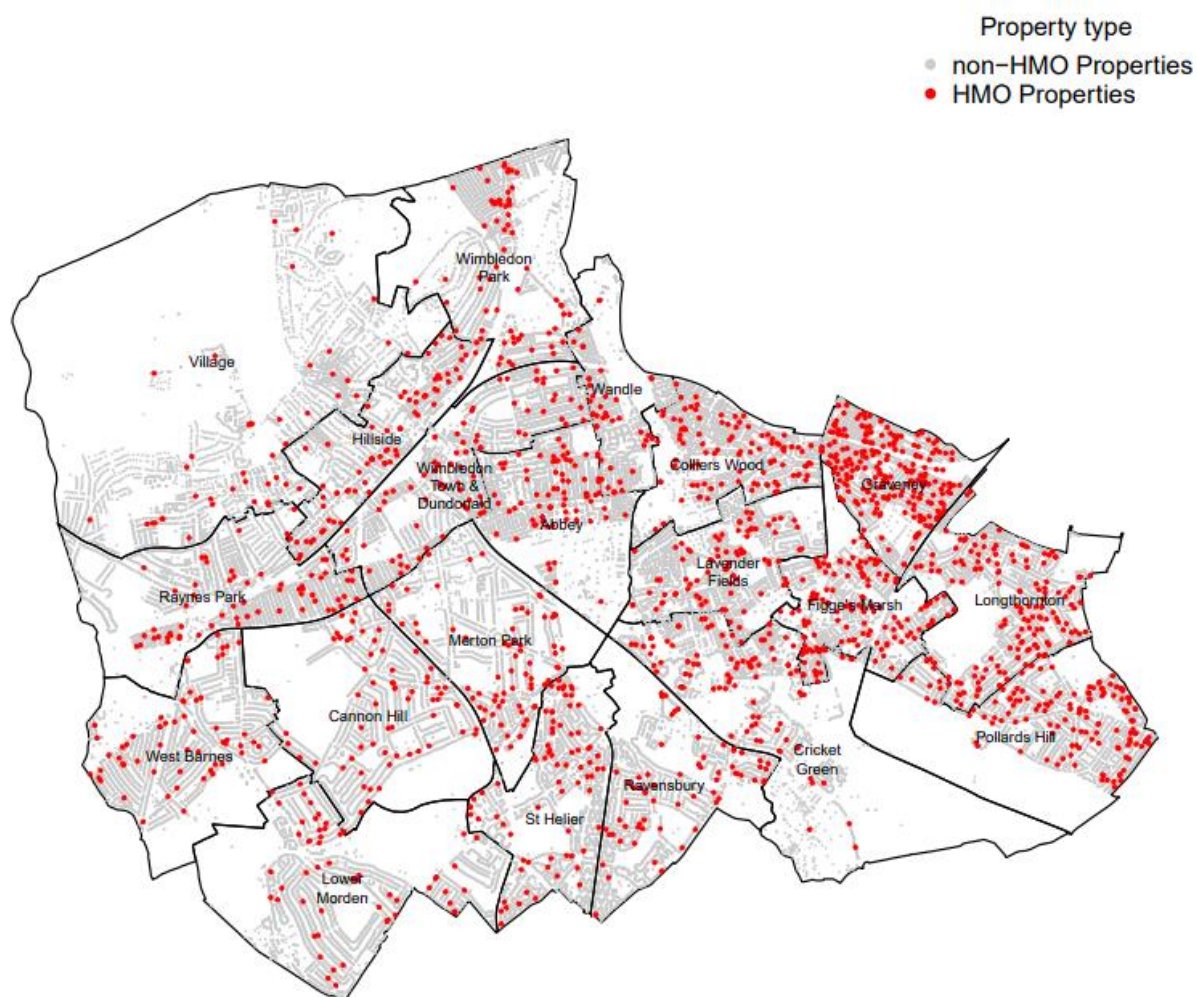 Property type
non-HMO Properties
HMO Properties
Wimbledon
Park
Village
Wandle
Hillside
Colliers Wood
Wimbledon
Town &
Dundonald
Graveney
Abbey
Lavender
Fields
Raynes Park
Figge's Marsh
Longthornton
Merton Park
Cannon Hill
Pollards Hill
West Barnes
Cricket
Green
Ravensbury
St Helier
Lower
Morden